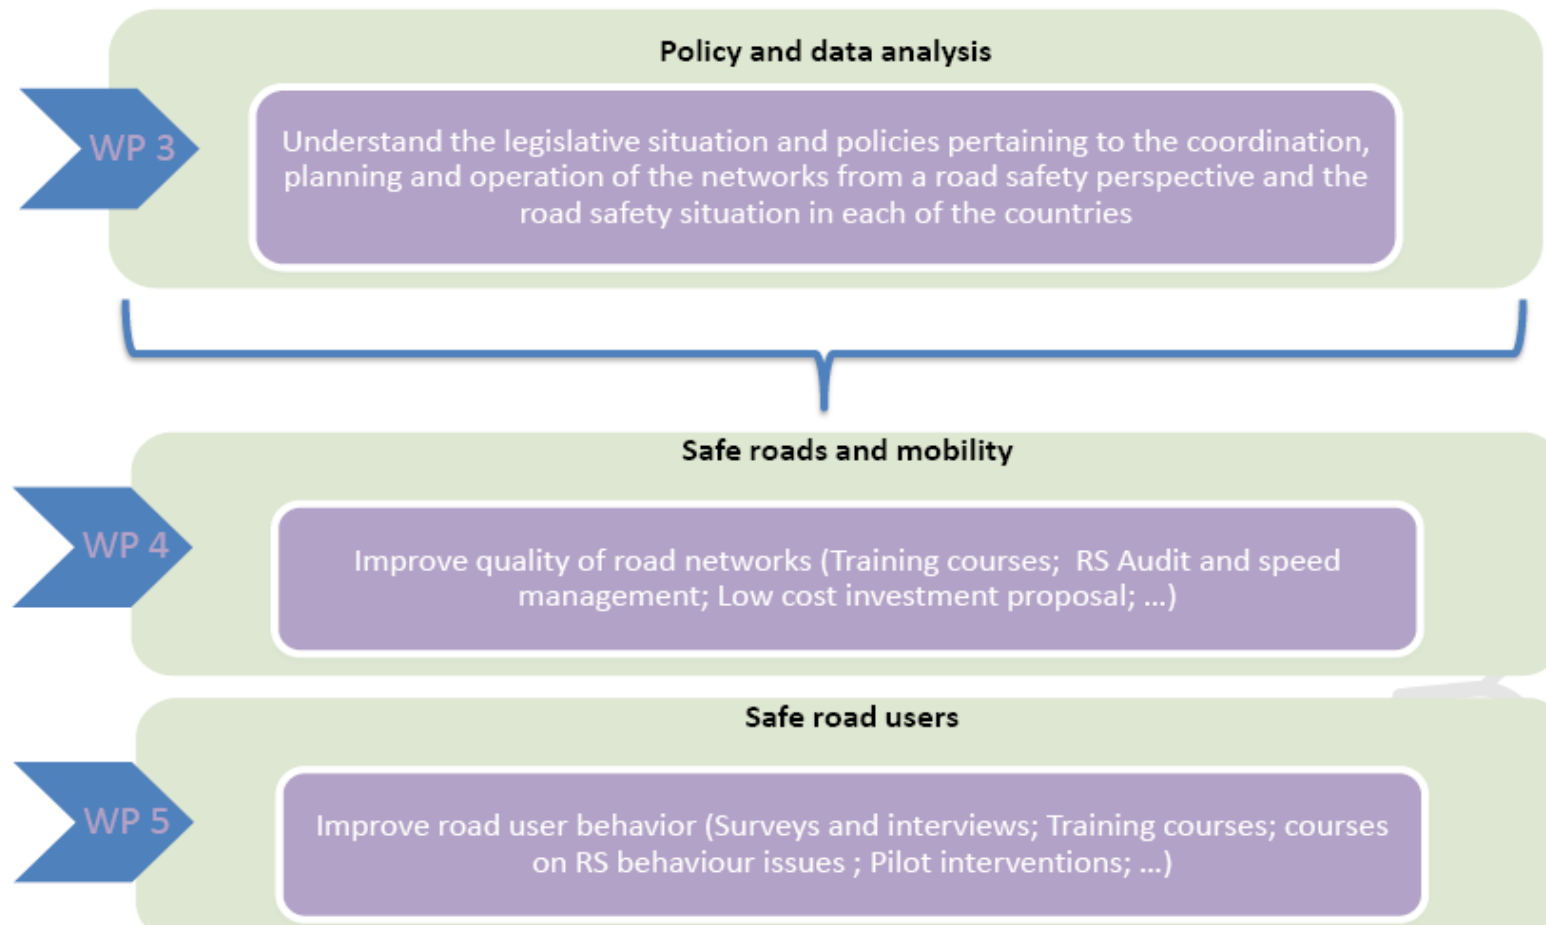 Policy and data analysis
WP 3
Understand the legislative situation and policies pertaining to the coordination,
planning and operation of the networks from a road safety perspective and the
road safety situation in each of the countries
Safe roads and mobility
WP 4
Improve quality of road networks (Training courses;  RS Audit and speed
management; Low cost investment proposal; ...)
Safe road users
WP 5
Improve road user behavior (Surveys and interviews; Training courses; courses
on RS behaviour issues ; Pilot interventions; ...)